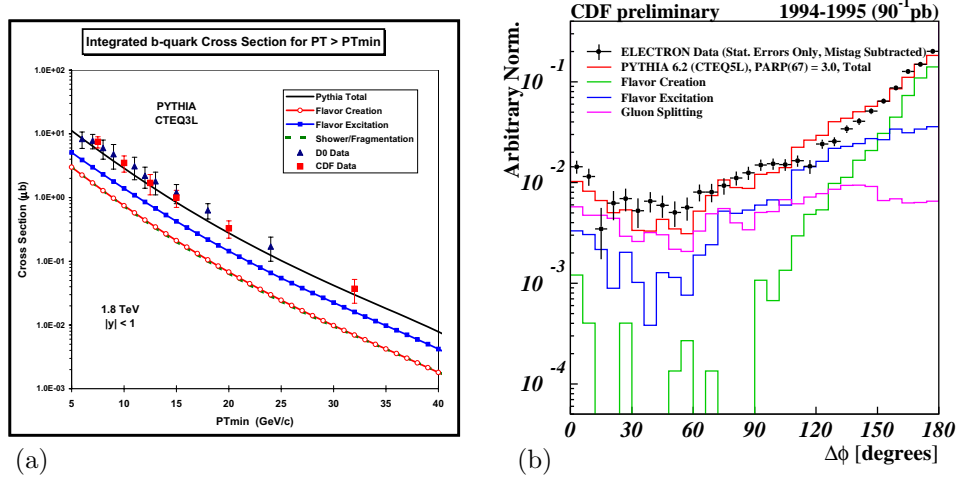 Integrated b-quark Cross Section for PT > PTmin
1.0E+02
1.0E+01
1.0E+00
1.0E-01
1.0E-02
1.0E-03
Cross Section (μb)
PYTHIA
CTEQ3L
Pythia Total
Flavor Creation
Flavor Excitation
Shower/Fragmentation
D0 Data
CDF Data
1.8 TeV
|y| < 1
5 10 15 20 25 30 35 40
PTmin (GeV/c)
(a)
CDF preliminary 1994-1995 (90⁻¹pb)
ELECTRON Data (Stat. Errors Only, Mistag Subtracted)
PYTHIA 6.2 (CTEQ5L), PARP(67) = 3.0, Total
Flavor Creation
Flavor Excitation
Gluon Splitting
Arbitrary Norm.
10⁻¹
10⁻²
10⁻³
10⁻⁴
0 30 60 90 120 150 180
Δϕ [degrees]
(b)